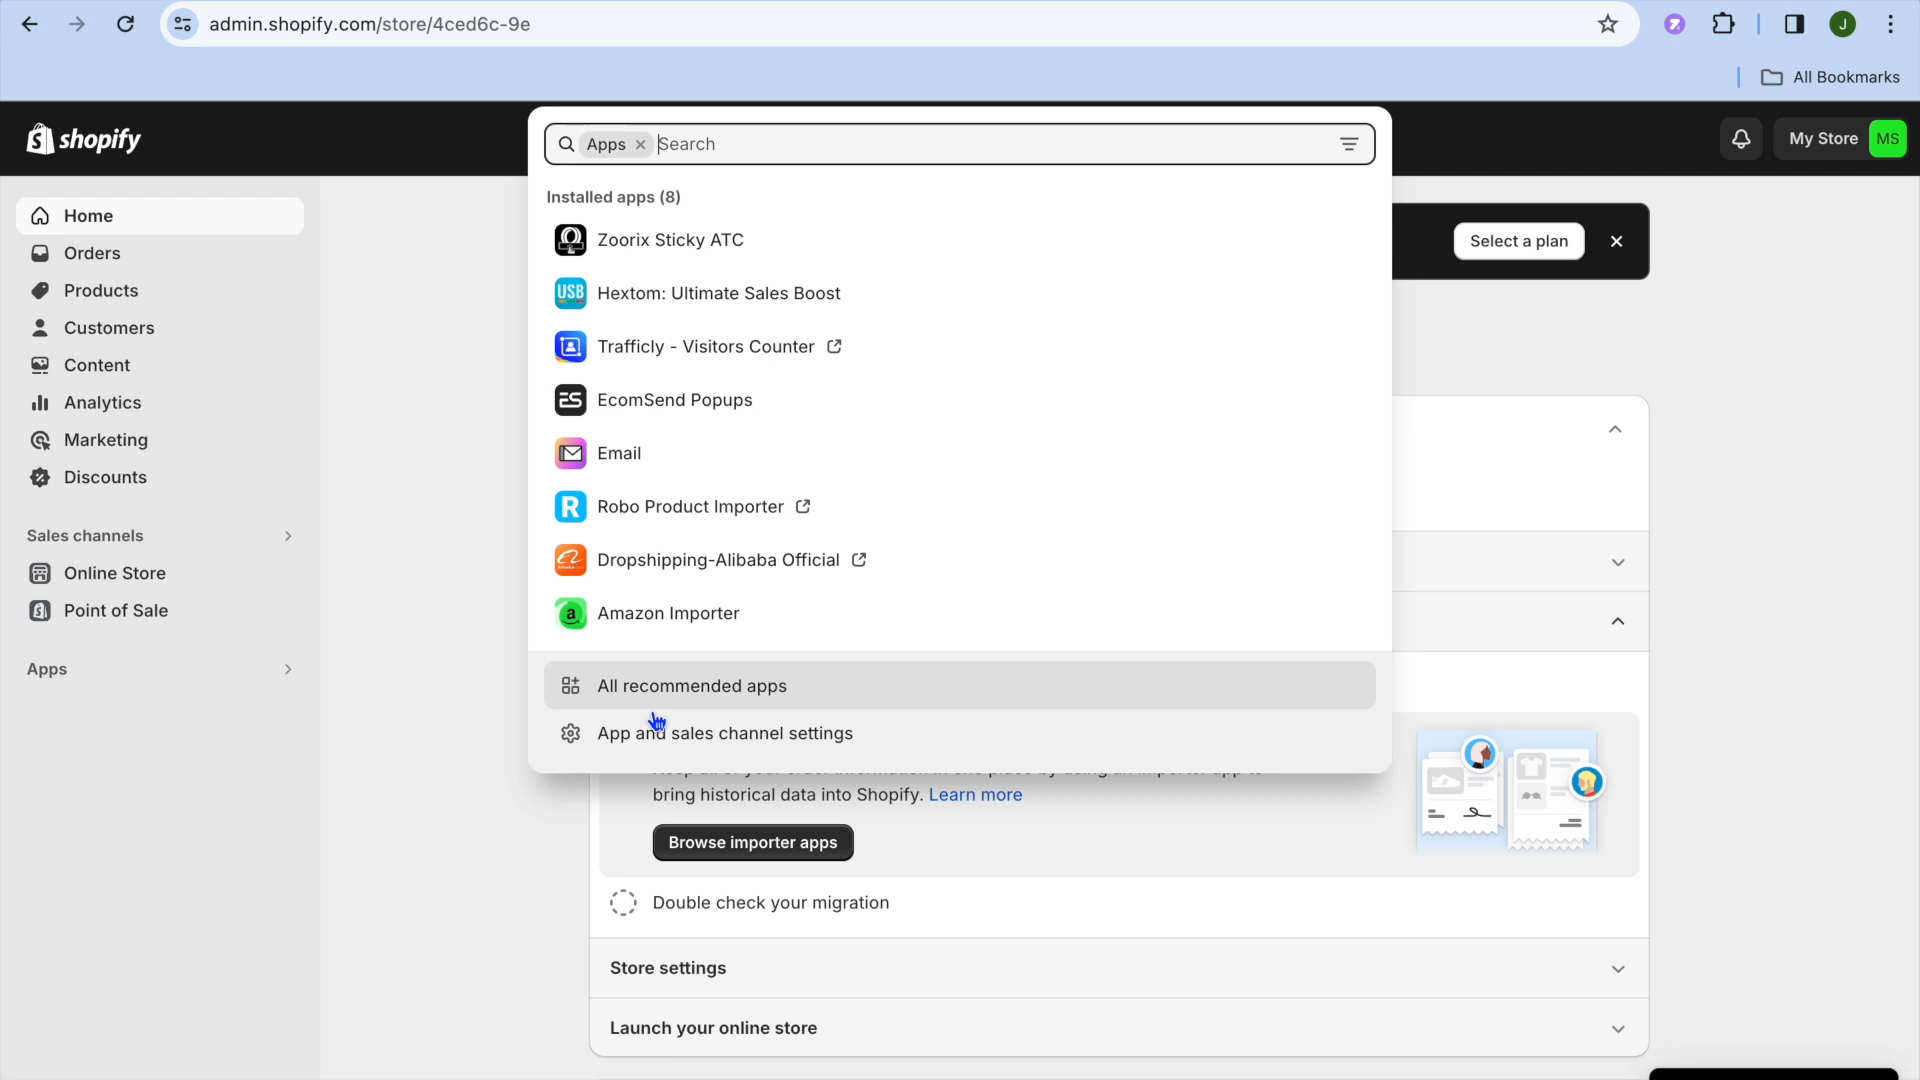 admin.shopify.com/store/4ced6c-9e
J
All Bookmarks
shopify
Apps
Search
My Store
MS
Home
Orders
Products
Customers
Content
Analytics
Marketing
Discounts
Sales channels
Online Store
Point of Sale
Apps
Installed apps (8)
Zoorix Sticky ATC
USB
Hextom: Ultimate Sales Boost
Trafficly - Visitors Counter
ES
EcomSend Popups
Email
R
Robo Product Importer
Dropshipping-Alibaba Official
a
Amazon Importer
All recommended apps
App and sales channel settings
Select a plan
bring historical data into Shopify. Learn more
Browse importer apps
Double check your migration
Store settings
Launch your online store